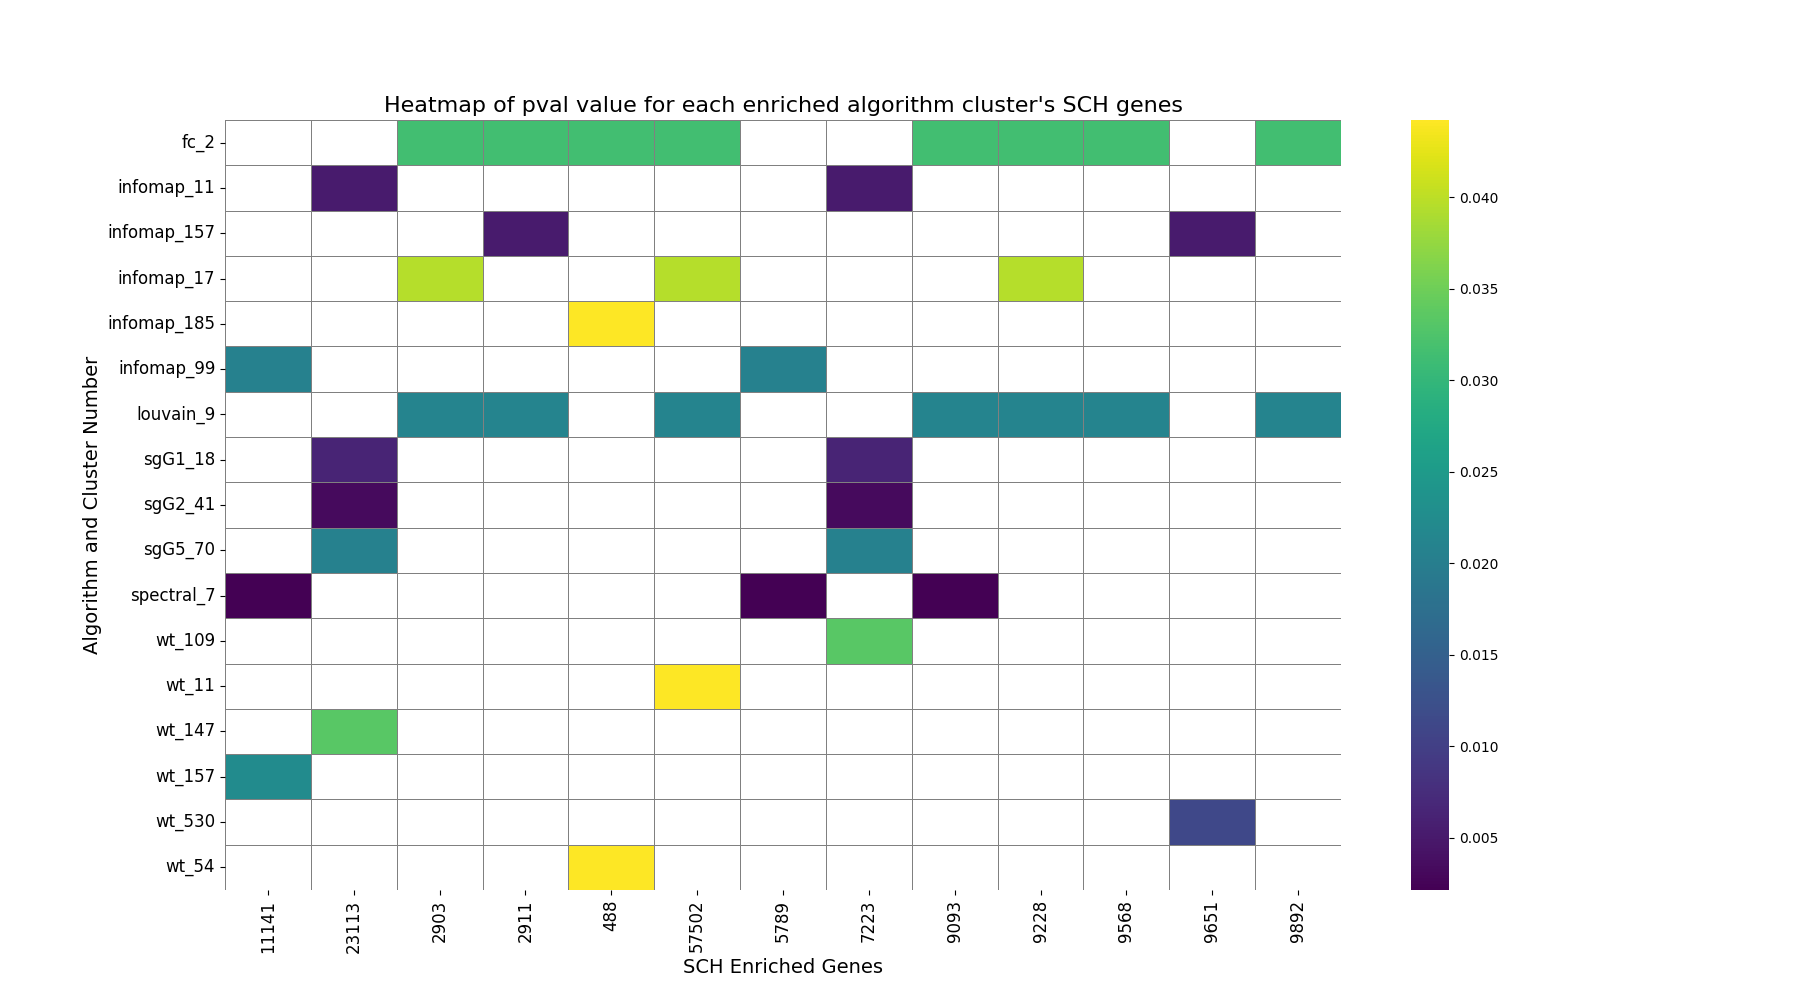 Heatmap of pval value for each enriched algorithm cluster's SCH genes
Algorithm and Cluster Number
fc_2
infomap_11
infomap_157
infomap_17
infomap_185
infomap_99
louvain_9
sgG1_18
sgG2_41
sgG5_70
spectral_7
wt_109
wt_11
wt_147
wt_157
wt_530
wt_54
11141
23113
2903
2911
488
57502
5789
7223
9093
9228
9568
9651
9892
SCH Enriched Genes
0.040
0.035
0.030
0.025
0.020
0.015
0.010
0.005